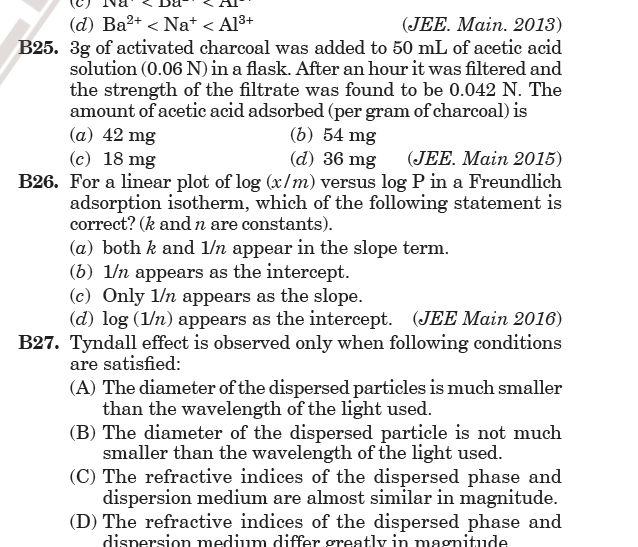 (c) Na⁺ < Ba²⁺ < Al³⁺
(d) Ba²⁺ < Na⁺ < Al³⁺ (JEE. Main. 2013)
B25. 3g of activated charcoal was added to 50 mL of acetic acid
solution (0.06 N) in a flask. After an hour it was filtered and
the strength of the filtrate was found to be 0.042 N. The
amount of acetic acid adsorbed (per gram of charcoal) is
(a) 42 mg (b) 54 mg
(c) 18 mg (d) 36 mg (JEE. Main 2015)
B26. For a linear plot of log (x/m) versus log P in a Freundlich
adsorption isotherm, which of the following statement is
correct? (k and n are constants).
(a) both k and 1/n appear in the slope term.
(b) 1/n appears as the intercept.
(c) Only 1/n appears as the slope.
(d) log (1/n) appears as the intercept. (JEE Main 2016)
B27. Tyndall effect is observed only when following conditions
are satisfied:
(A) The diameter of the dispersed particles is much smaller
than the wavelength of the light used.
(B) The diameter of the dispersed particle is not much
smaller than the wavelength of the light used.
(C) The refractive indices of the dispersed phase and
dispersion medium are almost similar in magnitude.
(D) The refractive indices of the dispersed phase and
dispersion medium differ greatly in magnitude.